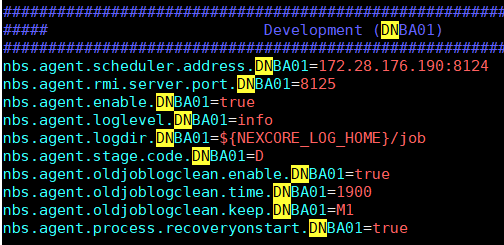 ##########################################################
#####                        Development (DNBA01)
##########################################################
nbs.agent.scheduler.address.DNBA01=172.28.176.190:8124
nbs.agent.rmi.server.port.DNBA01=8125
nbs.agent.enable.DNBA01=true
nbs.agent.loglevel.DNBA01=info
nbs.agent.logdir.DNBA01=${NEXCORE_LOG_HOME}/job
nbs.agent.stage.code.DNBA01=D
nbs.agent.oldjoblogclean.enable.DNBA01=true
nbs.agent.oldjoblogclean.time.DNBA01=1900
nbs.agent.oldjoblogclean.keep.DNBA01=M1
nbs.agent.process.recoveryonstart.DNBA01=true